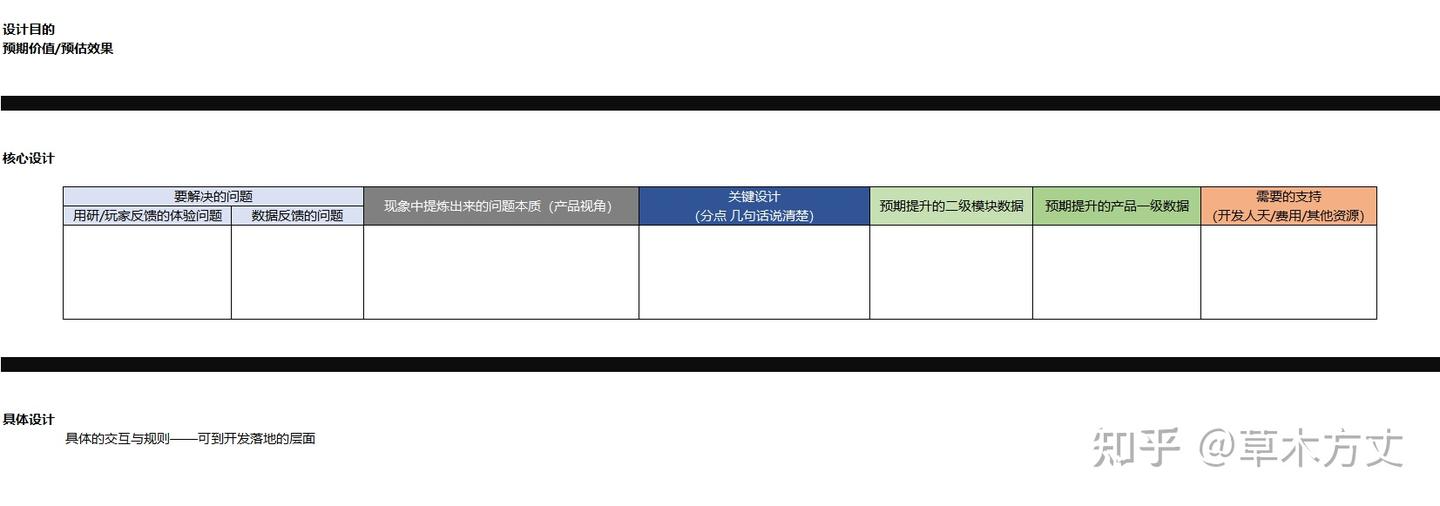 设计目的
预期价值/预估效果
核心设计
要解决的问题
用研/玩家反馈的体验问题
数据反馈的问题
现象中提炼出来的问题本质（产品视角）
关键设计
（分点 几句话说清楚）
预期提升的二级模块数据
预期提升的产品一级数据
需要的支持
（开发人天/费用/其他资源）
具体设计
具体的交互与规则——可到开发落地的层面
知乎 @草木方丈